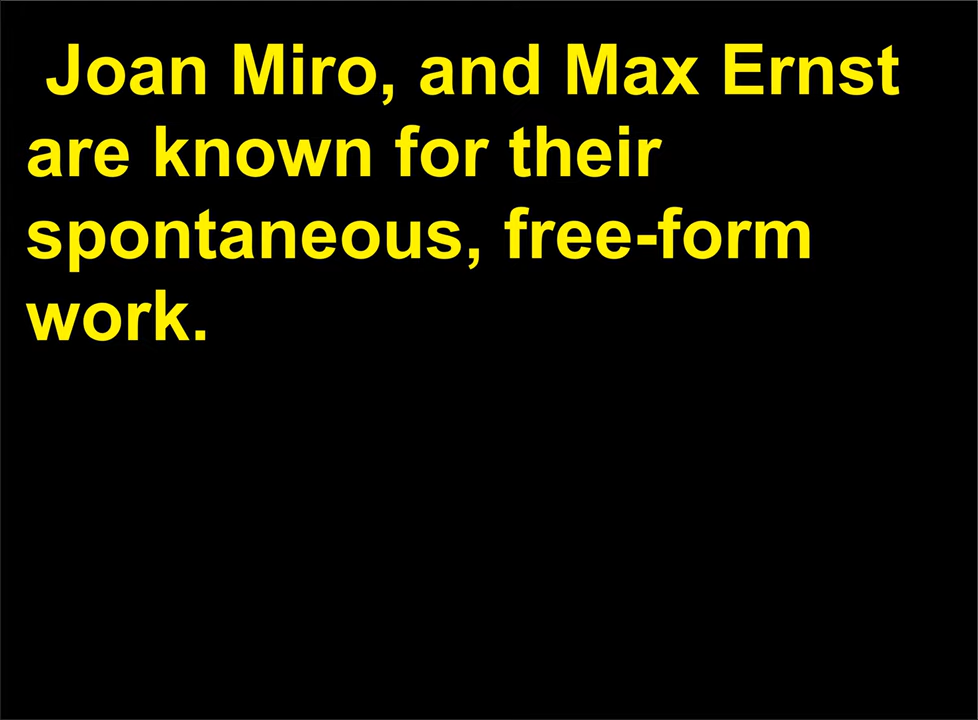 Joan Miro, and Max Ernst
are known for their
spontaneous, free-form
work.